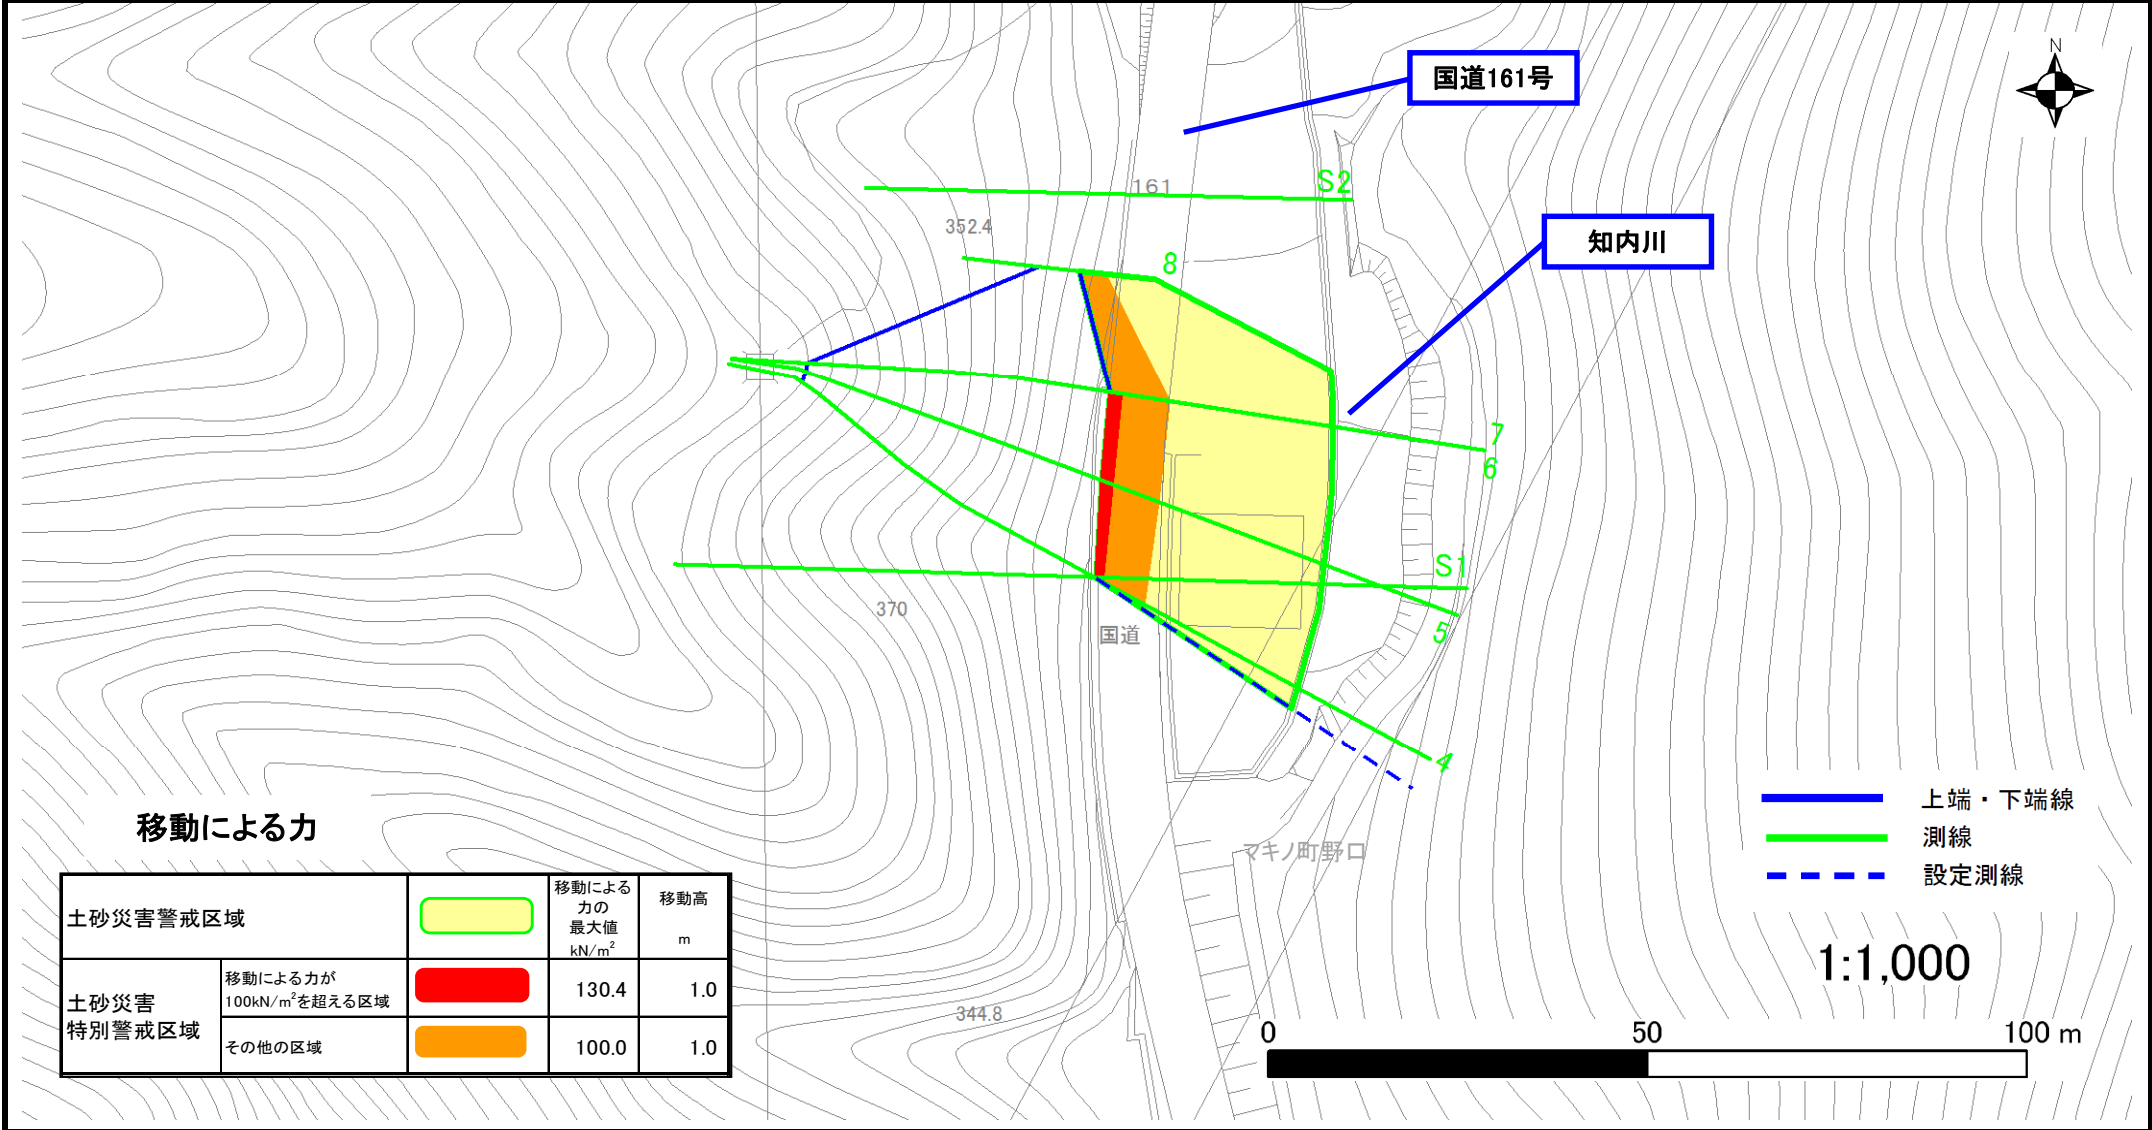 国道161号
N
161
S2
352.4
知内川
8
7
6
S1
370
5
国道
4
移動による力
上端・下端線
マキノ町野口
測線
設定測線
土砂災害警戒区域
移動による
力の
最大値
kN/m²
移動高
m
1:1,000
土砂災害
特別警戒区域
移動による力が
100kN/m²を超える区域
130.4
1.0
344.8
その他の区域
100.0
1.0
0
50
100 m